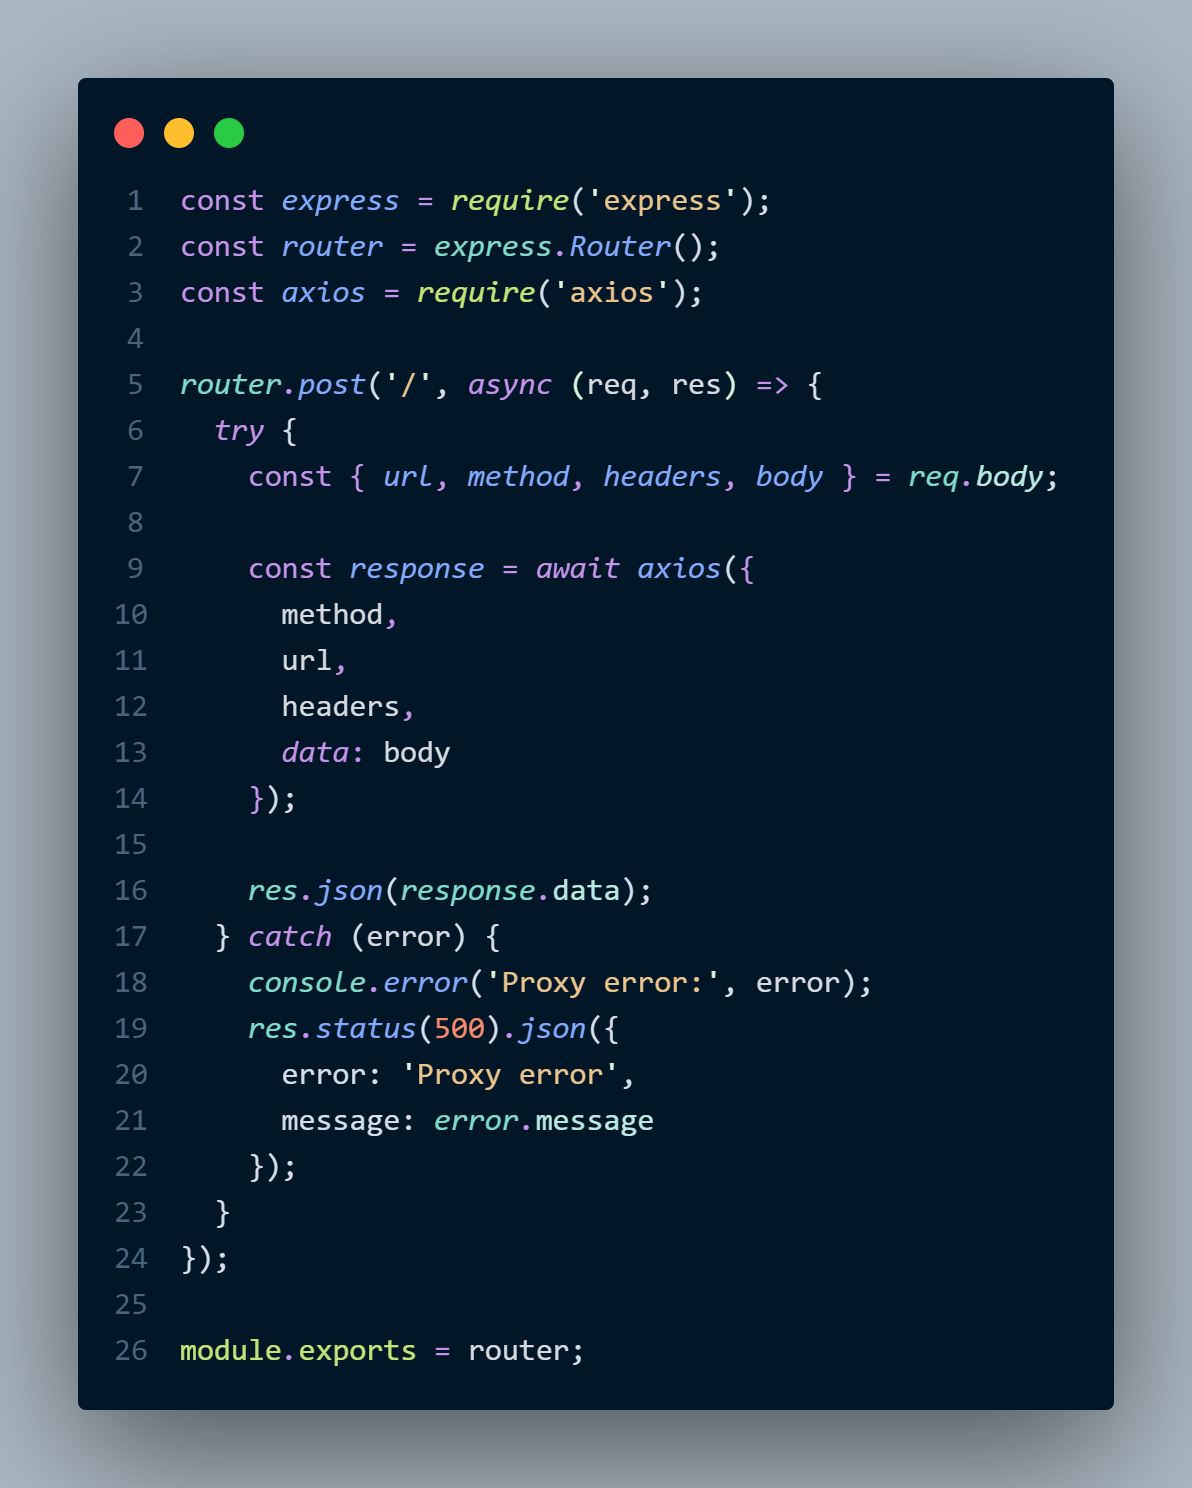 1 const express = require('express');
2 const router = express.Router();
3 const axios = require('axios');
4
5 router.post('/', async (req, res) => {
6   try {
7     const { url, method, headers, body } = req.body;
8
9     const response = await axios({
10       method,
11       url,
12       headers,
13       data: body
14     });
15
16     res.json(response.data);
17   } catch (error) {
18     console.error('Proxy error:', error);
19     res.status(500).json({
20       error: 'Proxy error',
21       message: error.message
22     });
23   }
24 });
25
26 module.exports = router;